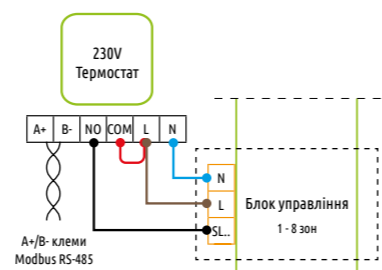 230V
Термостат
A+ B- NO COM L N
N
L
SL..
Блок управління
1 - 8 зон
A+/B- клеми
Modbus RS-485